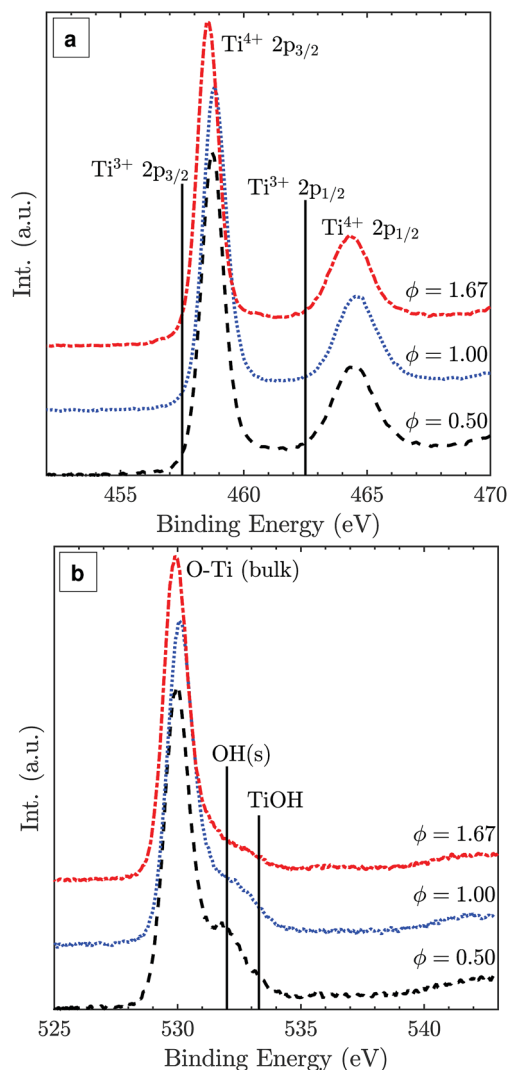 a
Ti⁴⁺ 2p₃/₂
Ti³⁺ 2p₃/₂
Ti³⁺ 2p₁/₂
Ti⁴⁺ 2p₁/₂
Int. (a.u.)
ϕ = 1.67
ϕ = 1.00
ϕ = 0.50
455 460 465 470
Binding Energy (eV)
b
O-Ti (bulk)
OH(s)
TiOH
Int. (a.u.)
ϕ = 1.67
ϕ = 1.00
ϕ = 0.50
525 530 535 540
Binding Energy (eV)